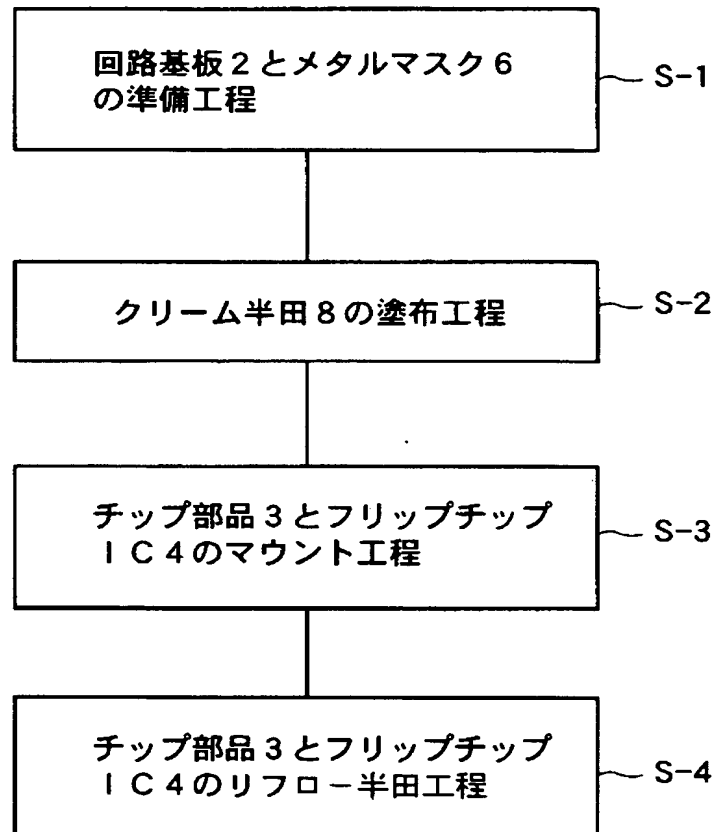 回路基板2とメタルマスク6
の準備工程
S-1
クリーム半田8の塗布工程
S-2
チップ部品3とフリップチップ
IC4のマウント工程
S-3
チップ部品3とフリップチップ
IC4のリフロー半田工程
S-4